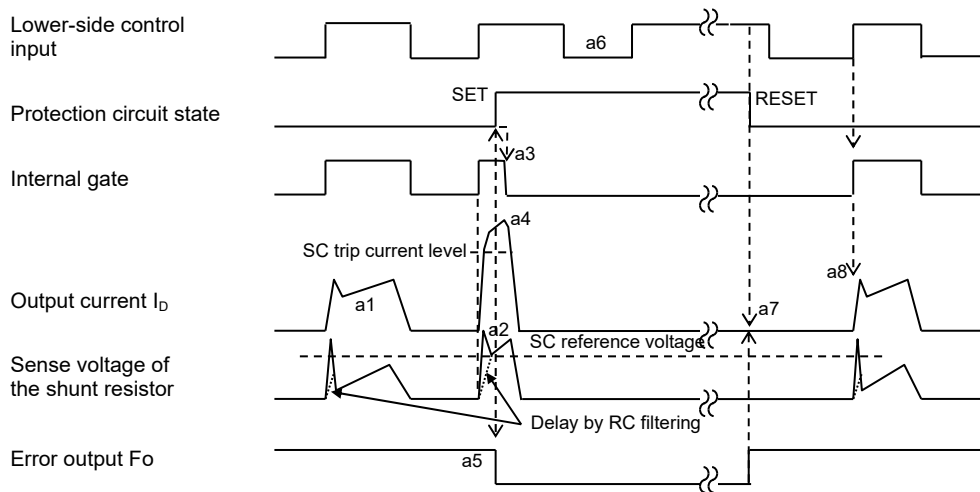 Lower-side control
input
a6
SET
RESET
Protection circuit state
a3
Internal gate
a4
SC trip current level
a8
Output current ID
a1
a7
a2
SC reference voltage
Sense voltage of
the shunt resistor
Delay by RC filtering
Error output Fo
a5